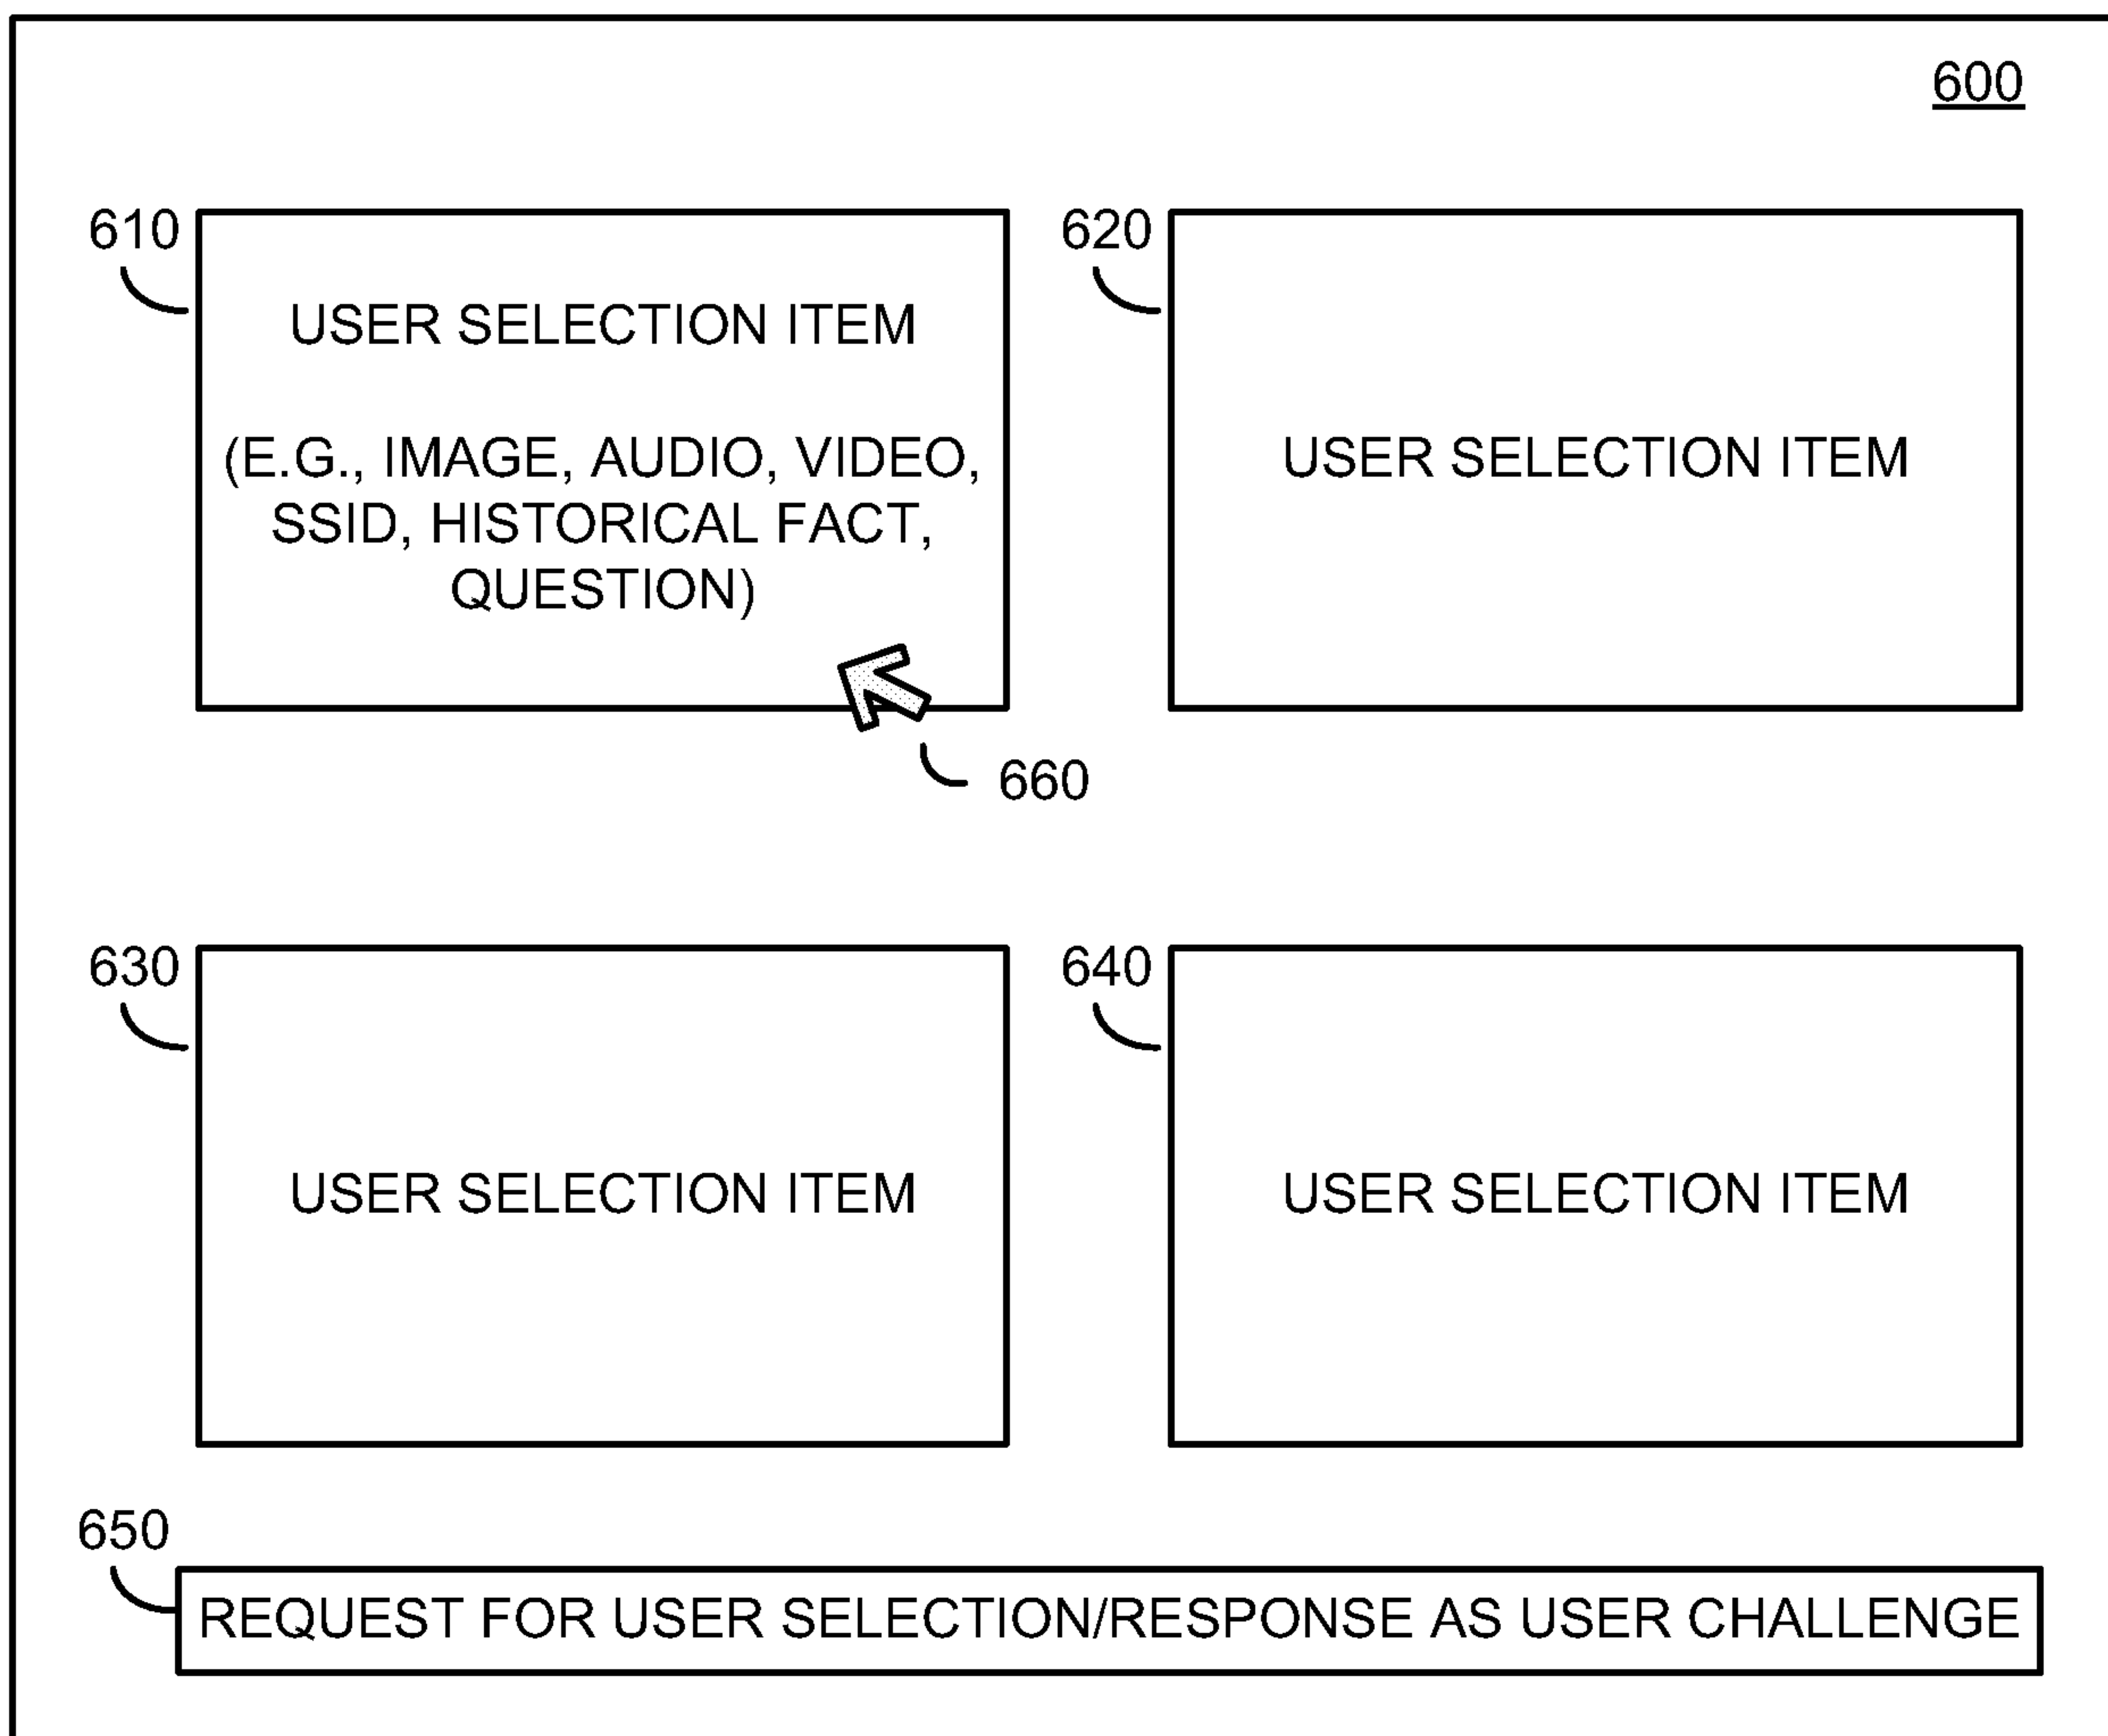 600
610
USER SELECTION ITEM
(E.G., IMAGE, AUDIO, VIDEO,
SSID, HISTORICAL FACT,
QUESTION)
620
USER SELECTION ITEM
660
630
USER SELECTION ITEM
640
USER SELECTION ITEM
650
REQUEST FOR USER SELECTION/RESPONSE AS USER CHALLENGE